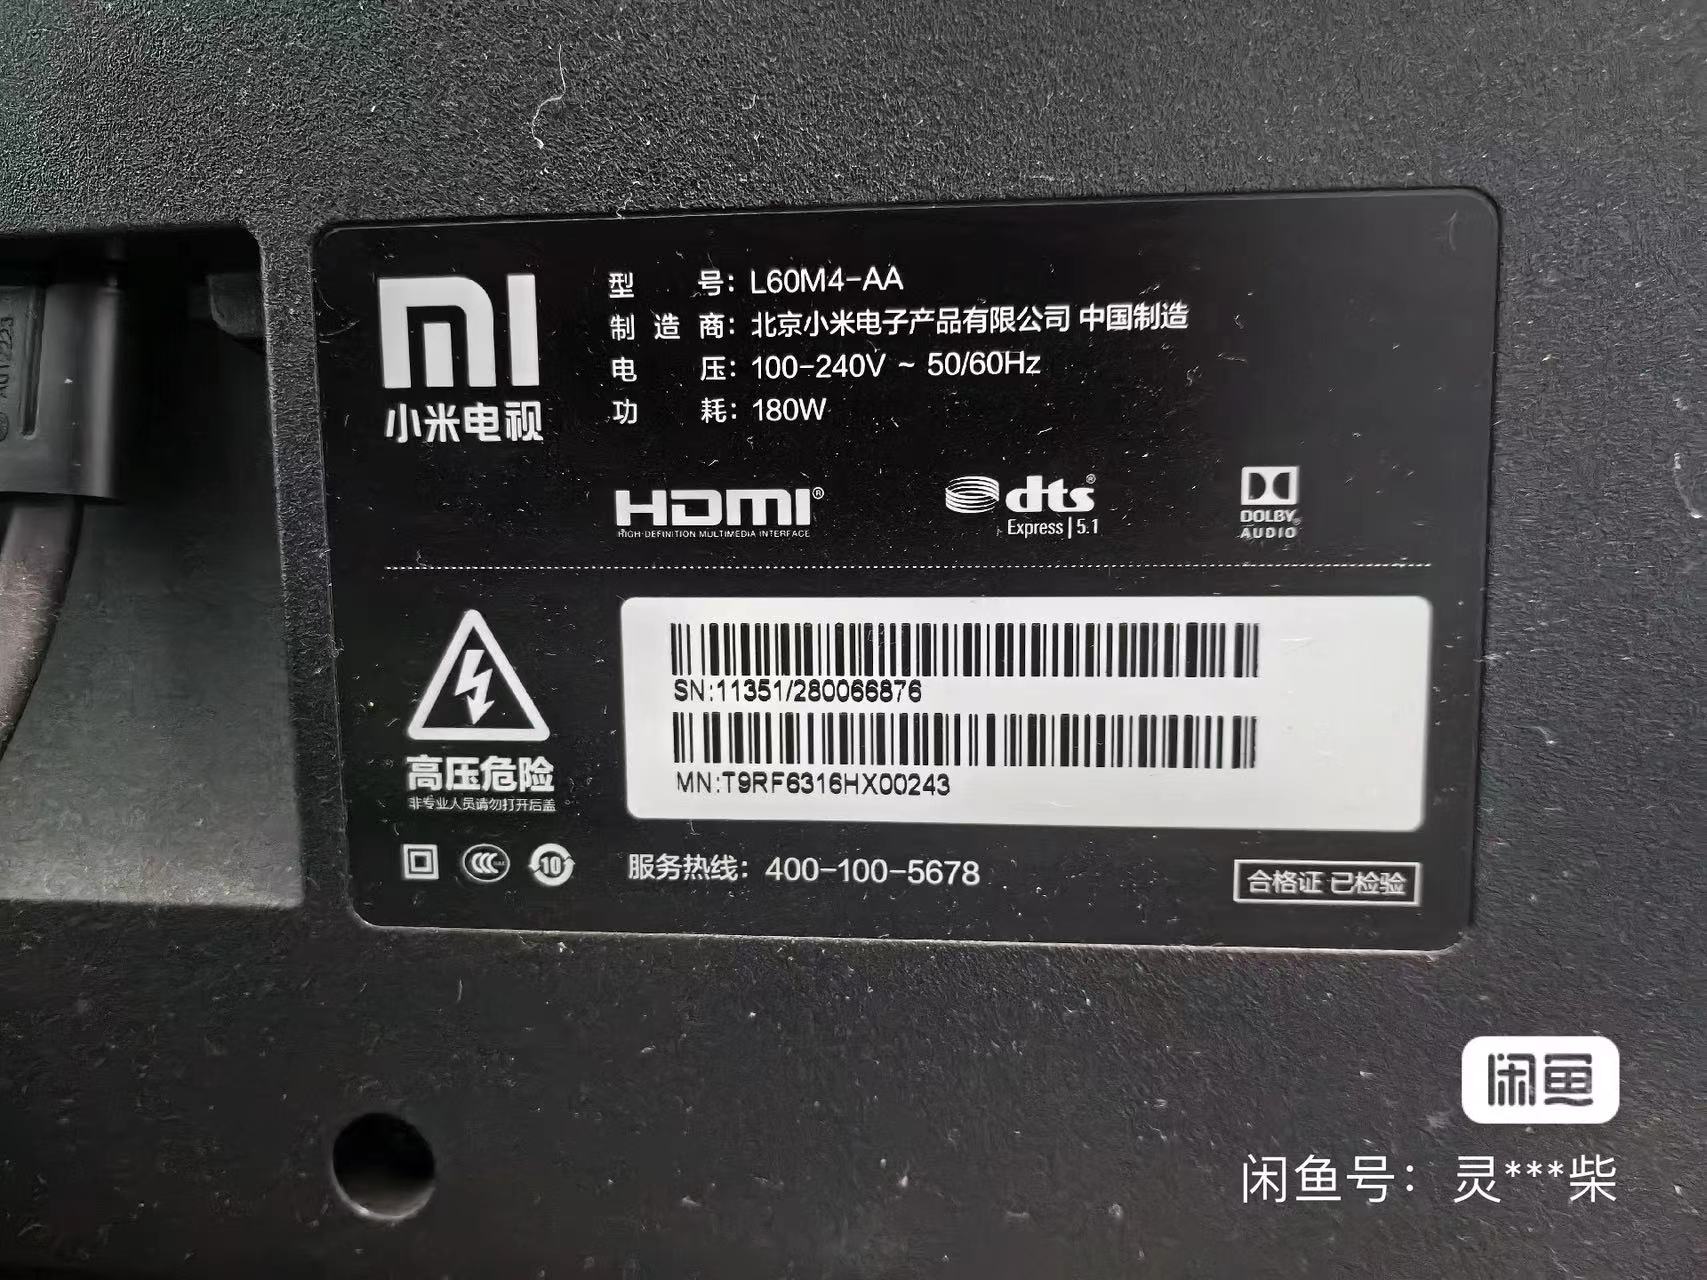 mi
小米电视
型 号：L60M4-AA
制 造 商：北京小米电子产品有限公司 中国制造
电 压：100-240V ~ 50/60Hz
功 耗：180W
HDMI®
HIGH-DEFINITION MULTIMEDIA INTERFACE
dts®
Express | 5.1
DOLBY®
AUDIO
SN:11351/280066876
MN:T9RF6316HX00243
高压危险
非专业人员请勿打开后盖
10
服务热线：400-100-5678
合格证 已检验
闲鱼
闲鱼号：灵***柴